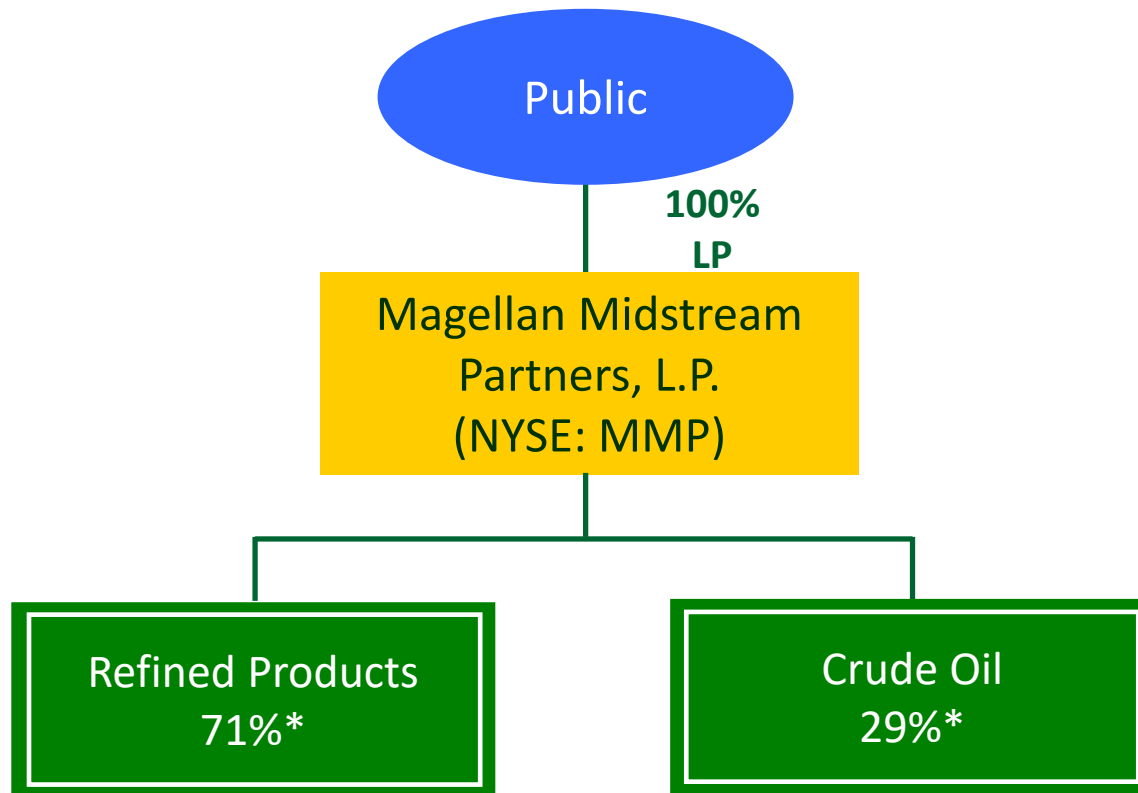 Public
100%
LP
Magellan Midstream
Partners, L.P.
(NYSE: MMP)
Refined Products
71%*
Crude Oil
29%*